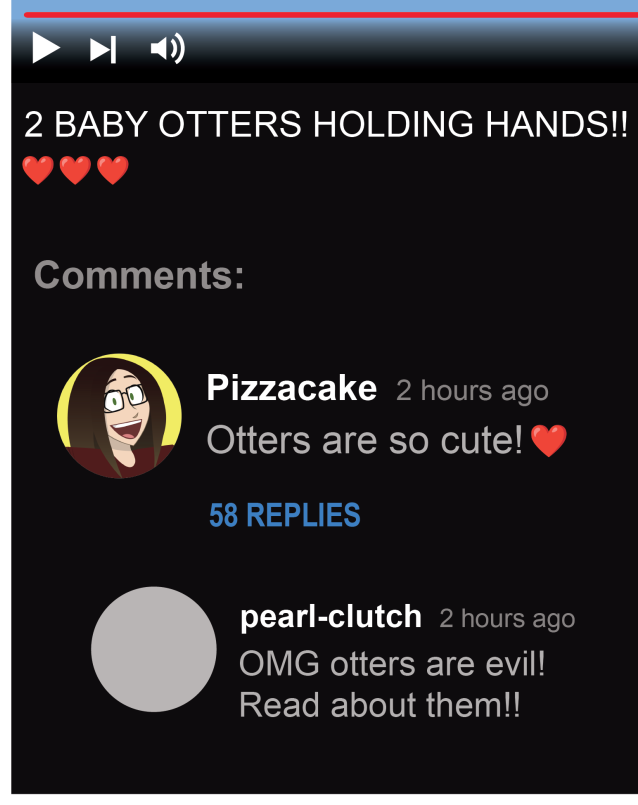 2 BABY OTTERS HOLDING HANDS!!
❤️❤️❤️
Comments:
Pizzacake 2 hours ago
Otters are so cute!❤️
58 REPLIES
pearl-clutch 2 hours ago
OMG otters are evil!
Read about them!!